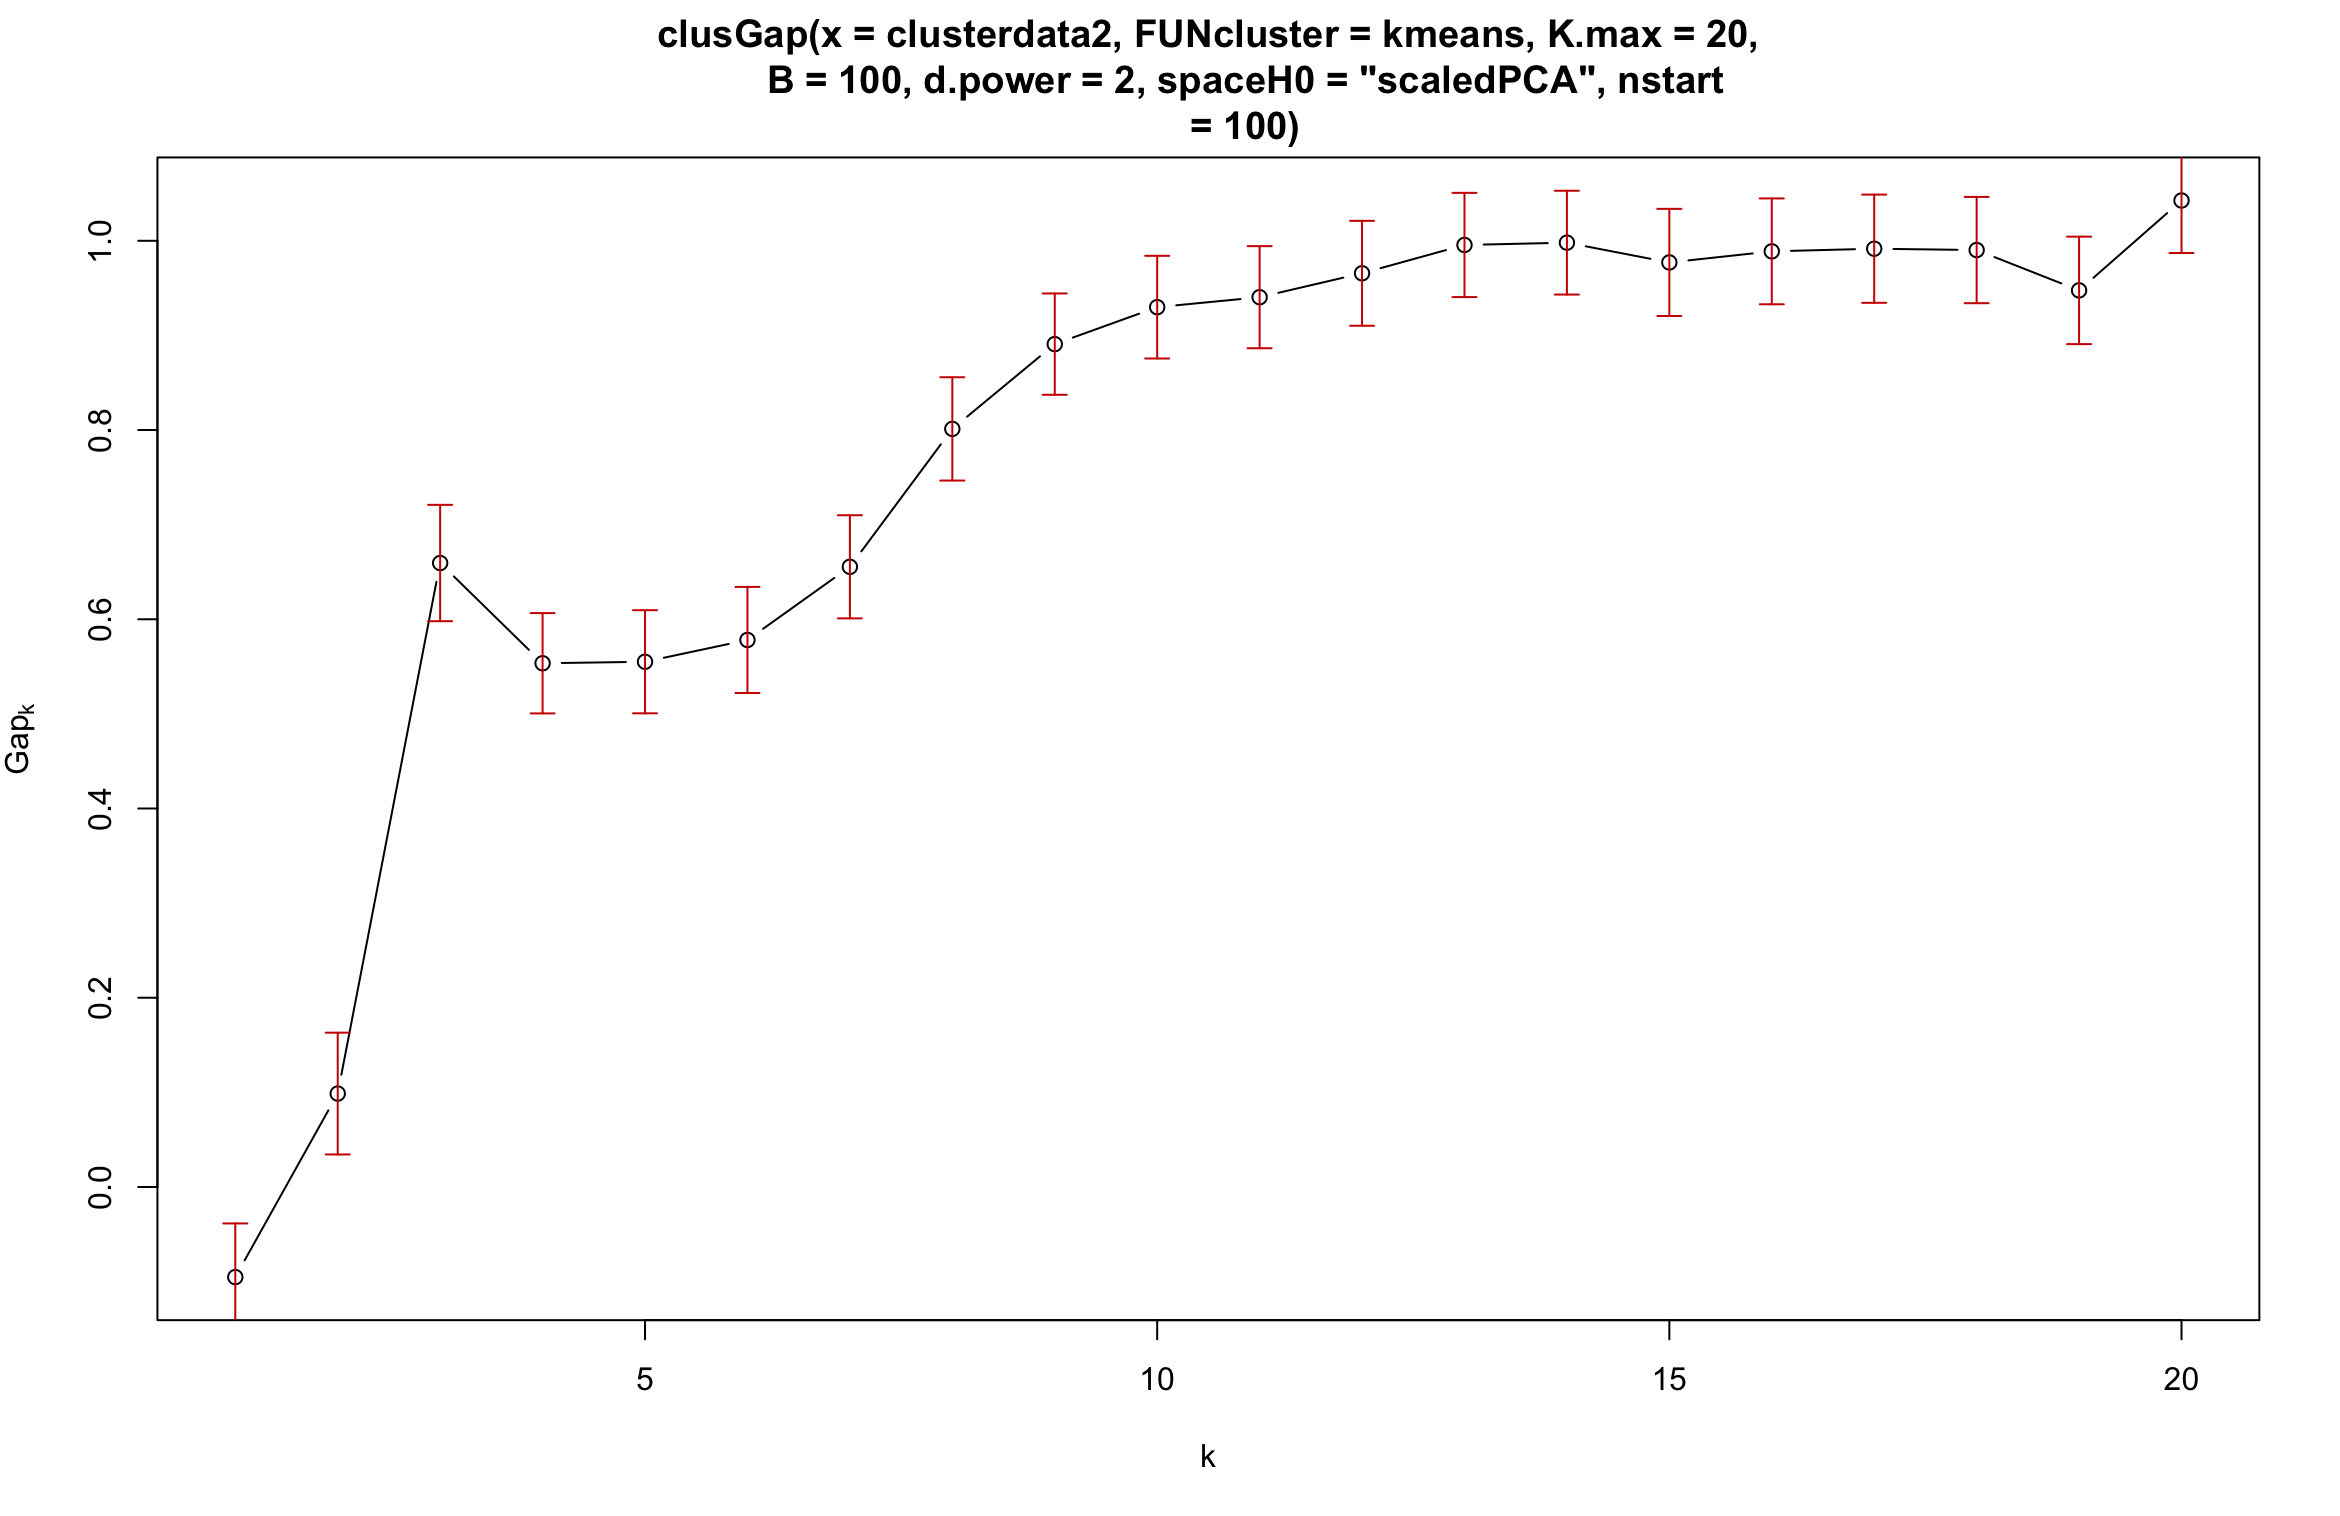 clusGap(x = clusterdata2, FUNcluster = kmeans, K.max = 20,
B = 100, d.power = 2, spaceH0 = "scaledPCA", nstart
= 100)
1.0
0.8
0.6
0.4
0.2
0.0
Gapk
5 10 15 20
k